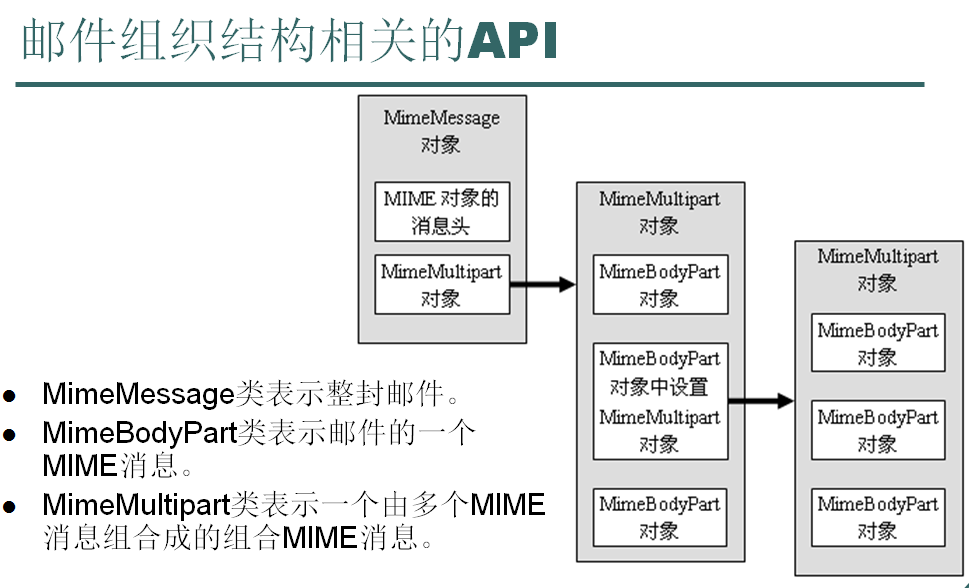 邮件组织结构相关的API
MimeMessage
对象
MIME 对象的
消息头
MimeMultipart
对象
MimeMultipart
对象
MimeBodyPart
对象
MimeBodyPart
对象中设置
MimeMultipart
对象
MimeBodyPart
对象
MimeMultipart
对象
MimeBodyPart
对象
MimeBodyPart
对象
MimeBodyPart
对象
● MimeMessage类表示整封邮件。
● MimeBodyPart类表示邮件的一个
MIME消息。
● MimeMultipart类表示一个由多个MIME
消息组合成的组合MIME消息。